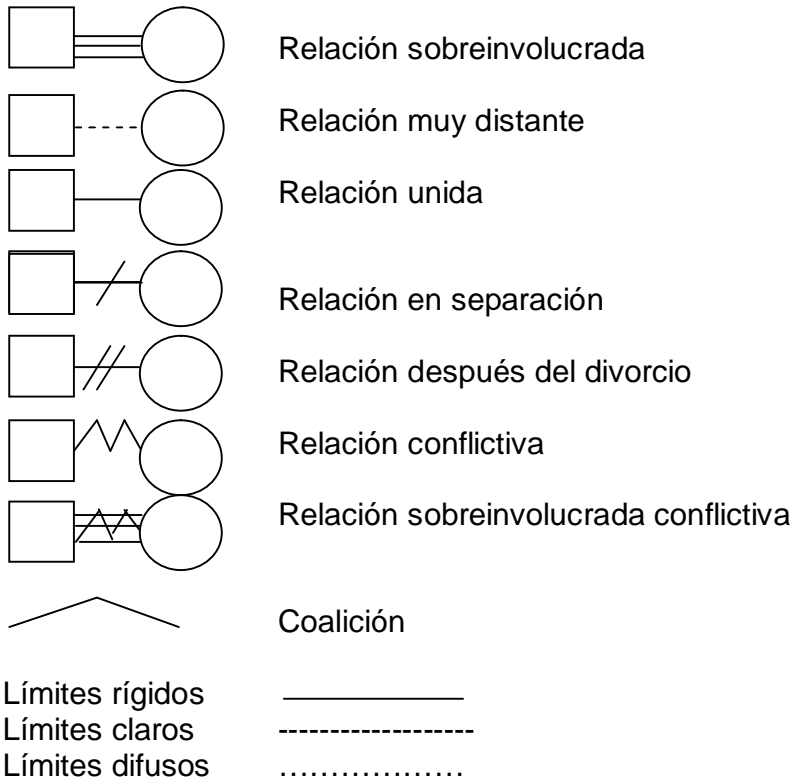 Relación sobreinvolucrada
Relación muy distante
Relación unida
Relación en separación
Relación después del divorcio
Relación conflictiva
Relación sobreinvolucrada conflictiva
Coalición
Límites rígidos
Límites claros -------------------
Límites difusos ………………